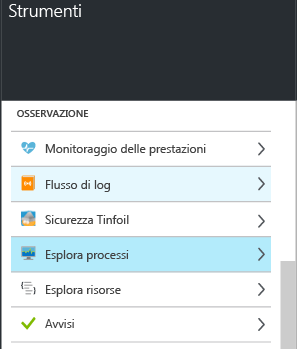 Strumenti
OSSERVAZIONE
Monitoraggio delle prestazioni
Flusso di log
Sicurezza Tinfoil
Esplora processi
Esplora risorse
Avvisi